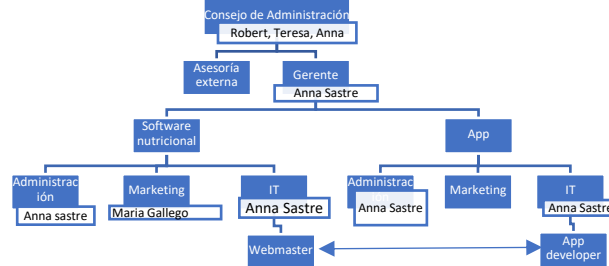 Consejo de Administración
Robert, Teresa, Anna
Asesoría
externa
Gerente
Anna Sastre
Software
nutricional
App
Administrac
ión
Anna sastre
Marketing
Maria Gallego
IT
Anna Sastre
Administrac
Anna Sastre
Marketing
IT
Anna Sastre
Webmaster
App
developer